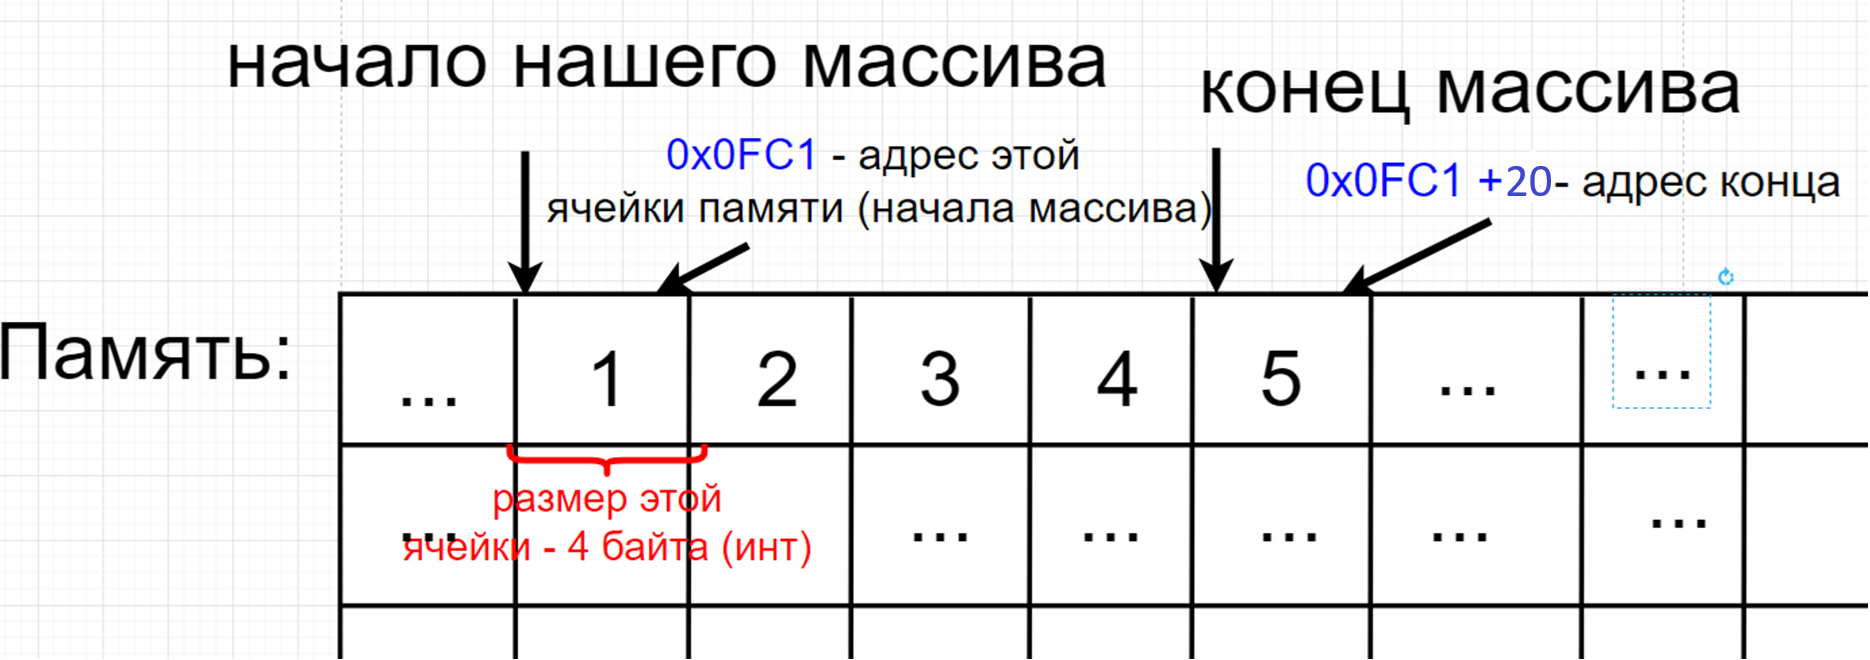 начало нашего массива
конец массива
0x0FC1 - адрес этой
ячейки памяти (начала массива)
0x0FC1 +20- адрес конца
Память:
... 1 2 3 4 5 ... ...
размер этой
... ... ... ... ... ...
ячейки - 4 байта (инт)